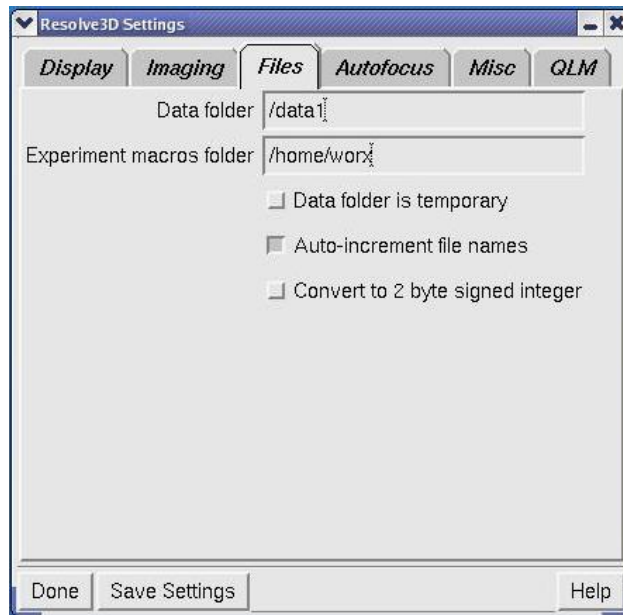 Resolve3D Settings
Display Imaging Files Autofocus Misc QLM
Data folder /data1
Experiment macros folder /home/worx
Data folder is temporary
Auto-increment file names
Convert to 2 byte signed integer
Done Save Settings Help